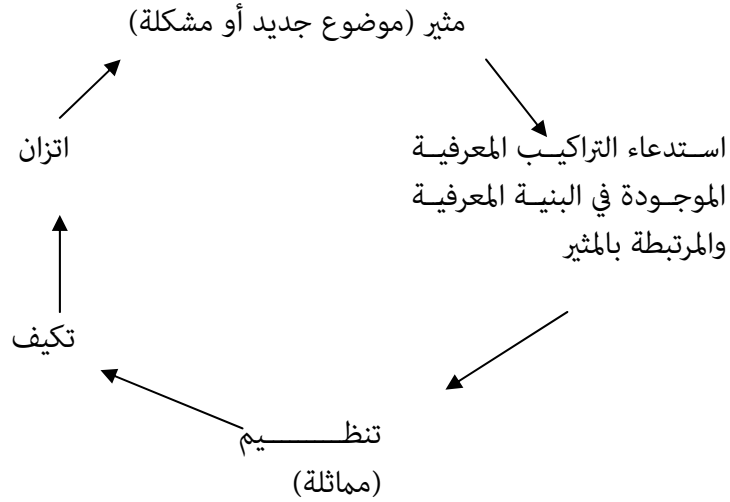 مثير (موضوع جديد أو مشكلة)
استدعاء التراكيب المعرفية
الموجودة في البنية المعرفية
والمرتبطة بالمثير
تنظيم
(مماثلة)
تكيف
اتزان